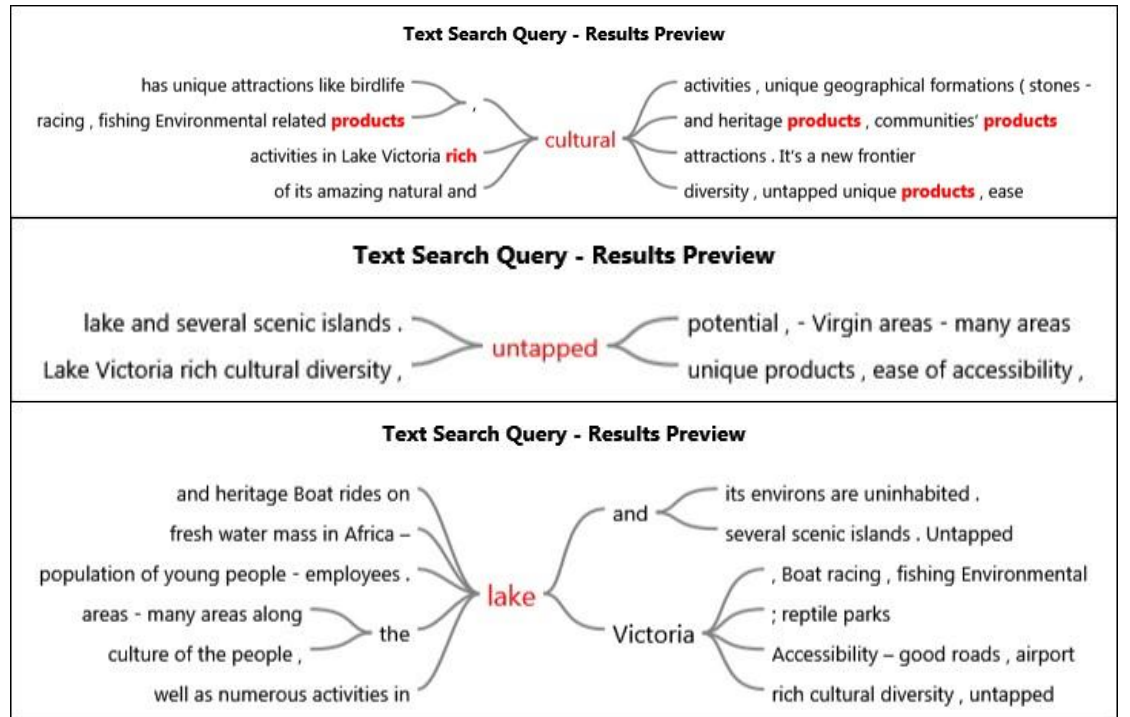 Text Search Query - Results Preview
has unique attractions like birdlife
racing , fishing Environmental related products
,
activities in Lake Victoria rich
of its amazing natural and
cultural
activities , unique geographical formations ( stones -
and heritage products , communities' products
attractions . It's a new frontier
diversity , untapped unique products , ease
Text Search Query - Results Preview
lake and several scenic islands .
Lake Victoria rich cultural diversity ,
untapped
potential , - Virgin areas - many areas
unique products , ease of accessibility ,
Text Search Query - Results Preview
and heritage Boat rides on
fresh water mass in Africa –
population of young people - employees .
areas - many areas along
culture of the people ,
the
well as numerous activities in
lake
and
its environs are uninhabited .
several scenic islands . Untapped
Victoria
, Boat racing , fishing Environmental
; reptile parks
Accessibility – good roads , airport
rich cultural diversity , untapped